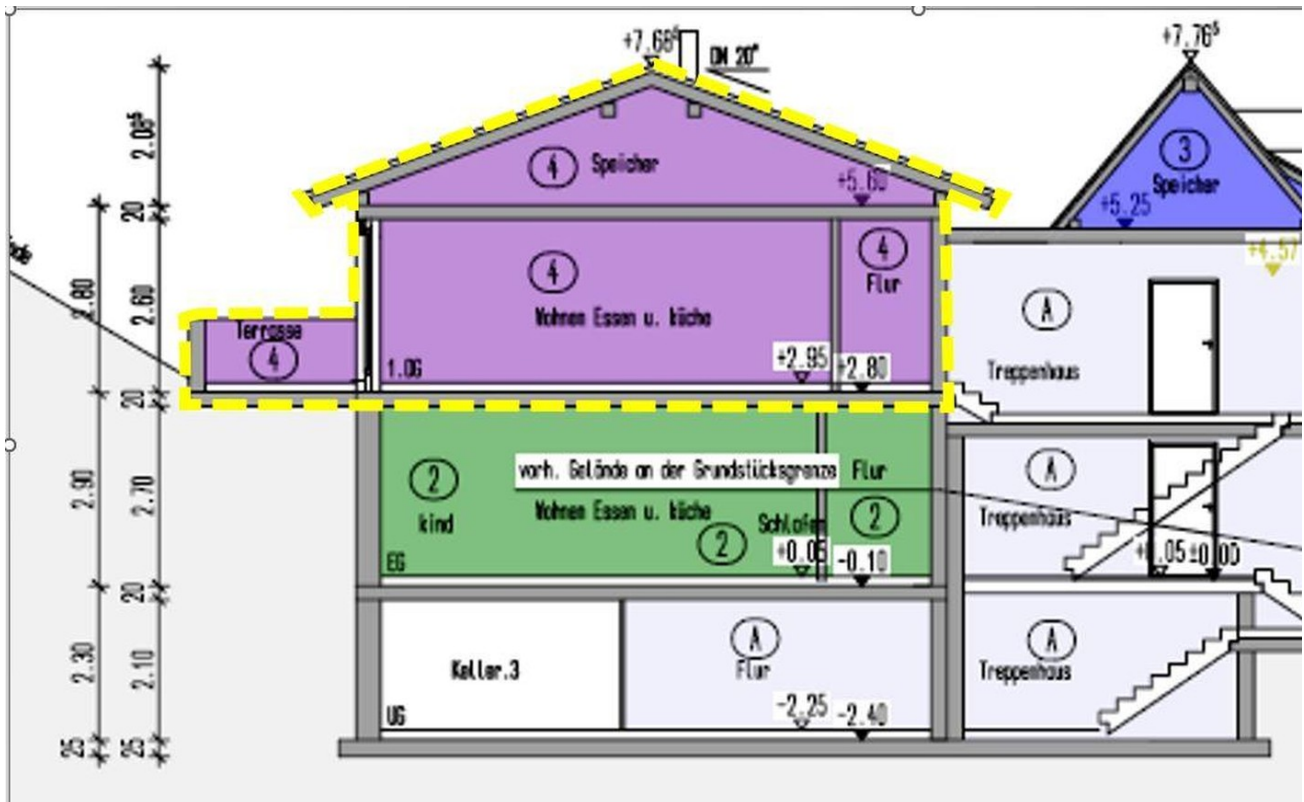 +7.68⁵
DN 20°
+7.76⁵
2.08⁵
4 Speicher
+5.60
3
Speicher
+5.25
20
+4.57
2.80
2.60
4
4
Flur
Wohnen Essen u. küche
A
Treppenhaus
Terrasse
4
1.OG
+2.95
+2.80
20
2.90
2.70
2
kind
vorh. Gelände an der Grundstücksgrenze
Flur
Wohnen Essen u. küche
2
Schlafen
2
A
Treppenhaus
EG
+0.05
-0.10
±0.00
20
2.30
2.10
Keller.3
A
Flur
A
Treppenhaus
UG
-2.25
-2.40
25
25